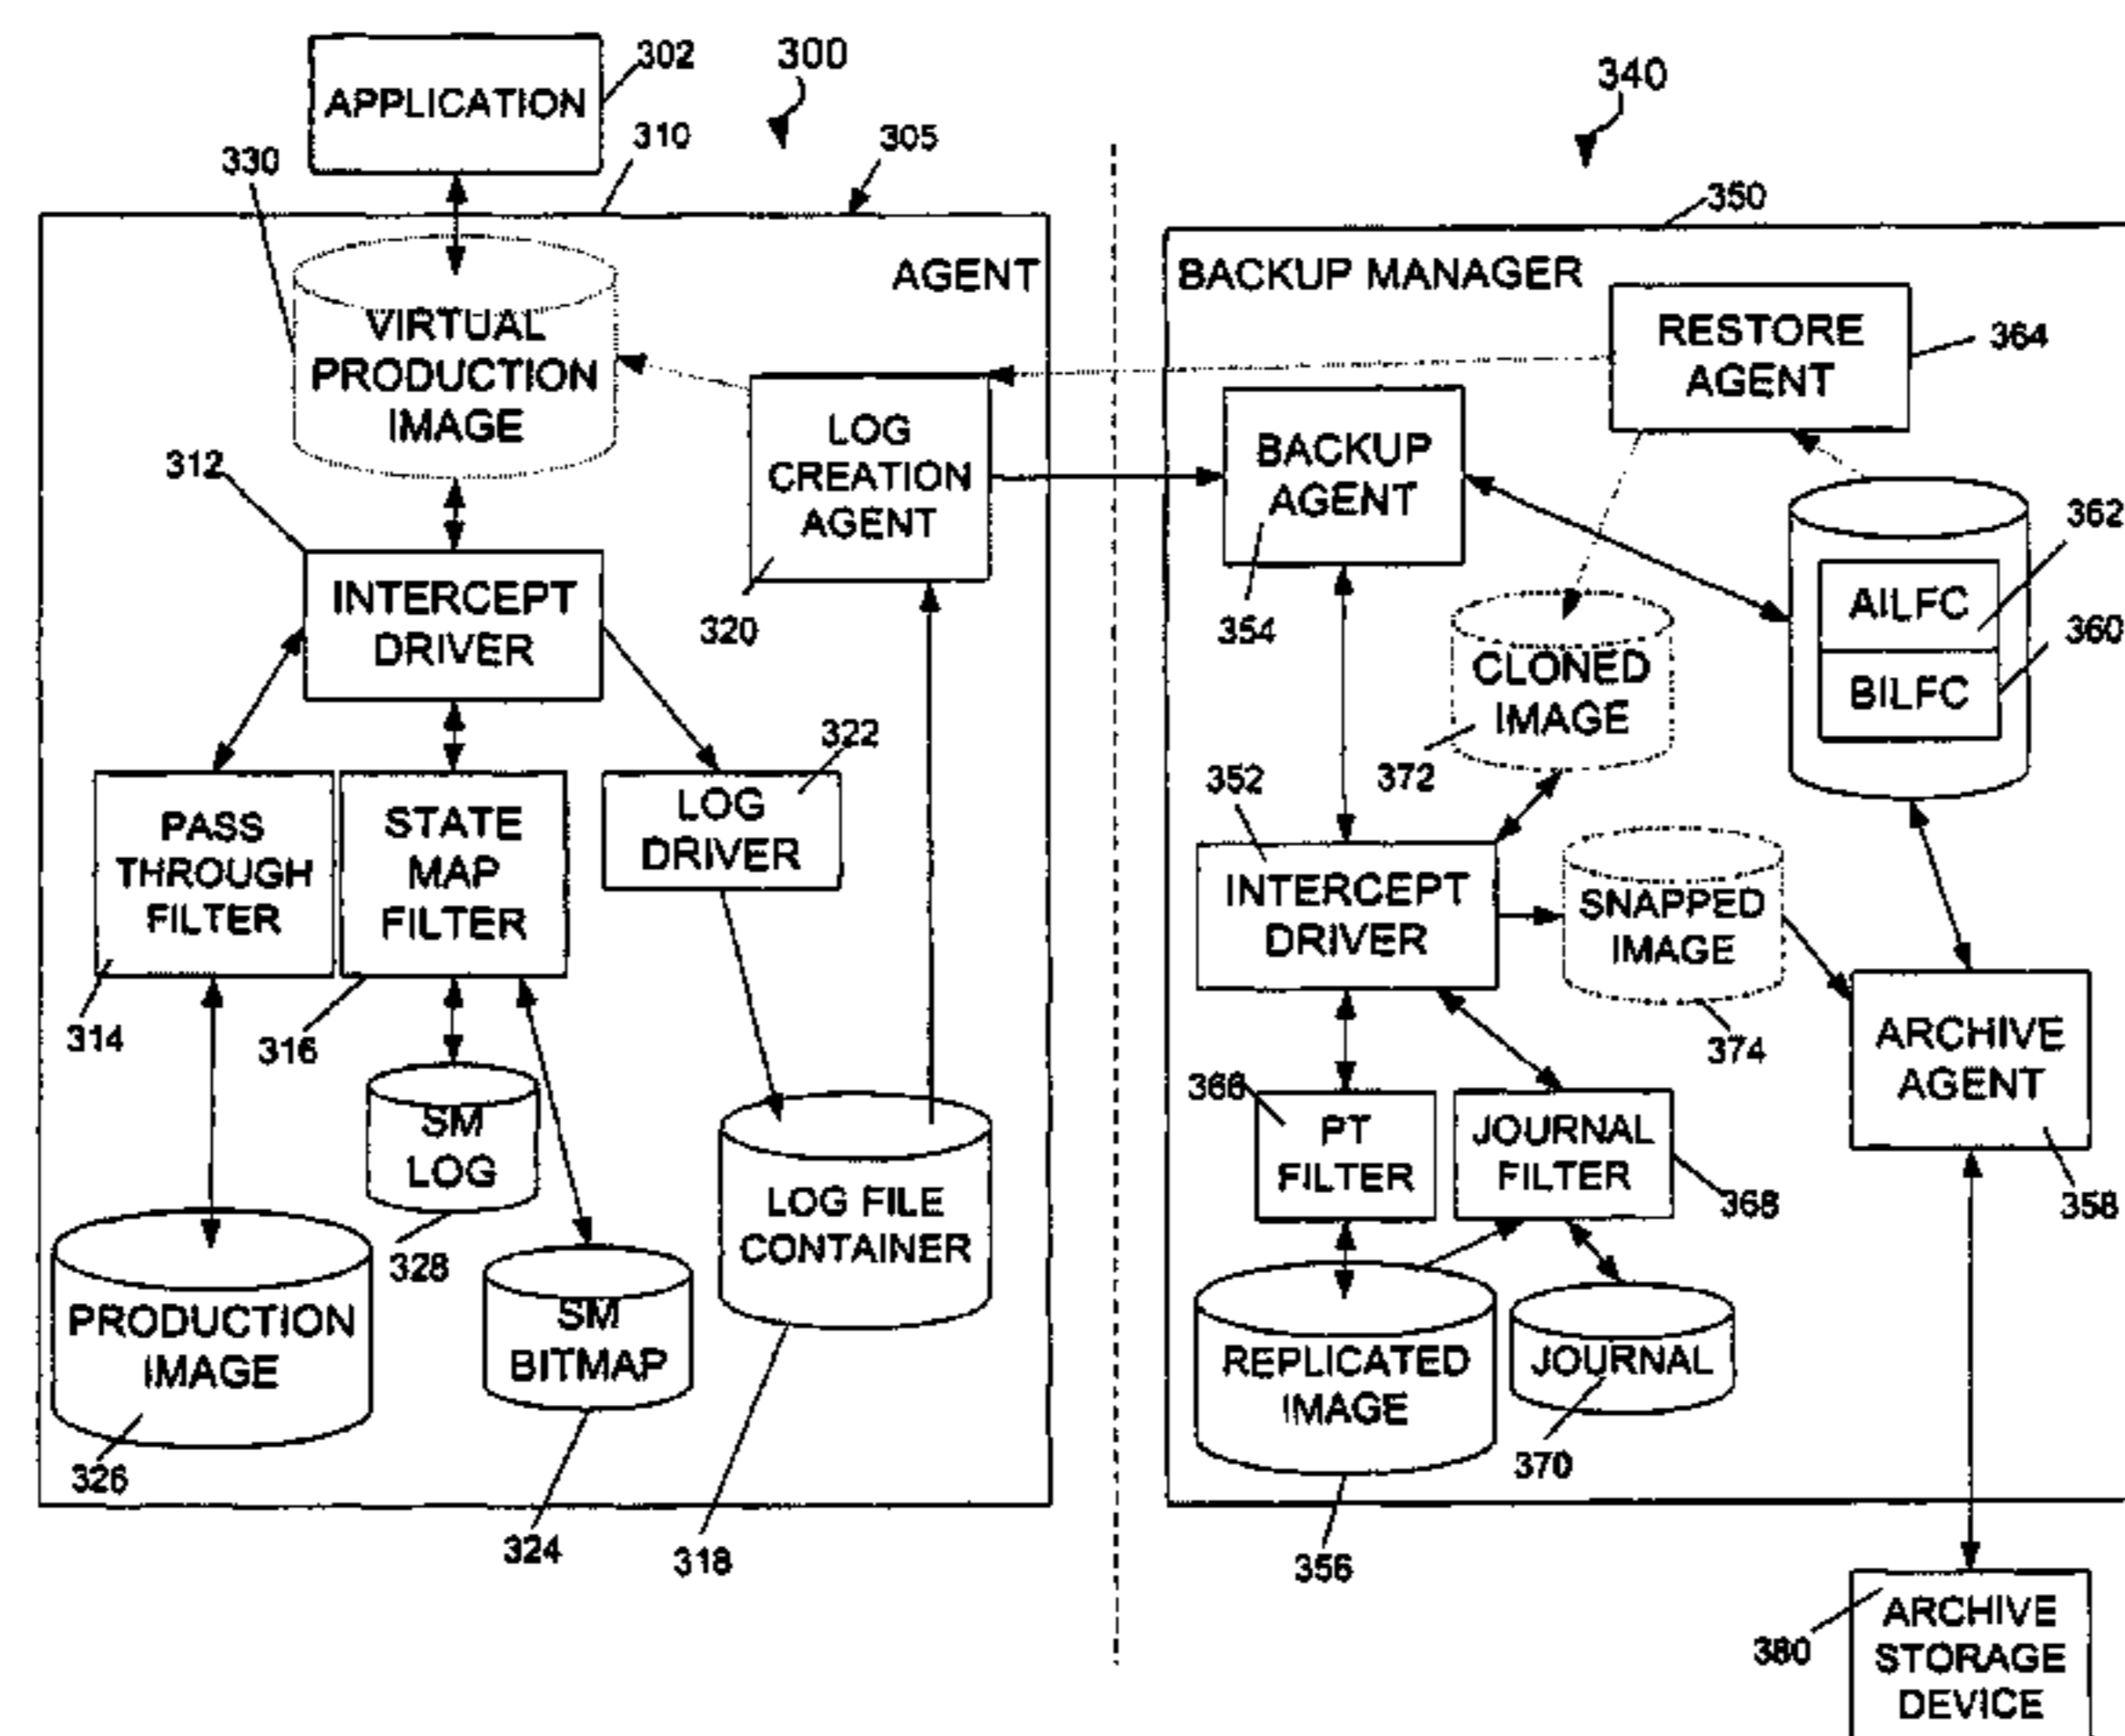 300
340
APPLICATION
302
310
305
330
350
AGENT
VIRTUAL
PRODUCTION
IMAGE
LOG
CREATION
AGENT
320
312
INTERCEPT
DRIVER
PASS
THROUGH
FILTER
314
STATE
MAP
FILTER
316
LOG
DRIVER
322
SM
LOG
328
SM
BITMAP
324
LOG FILE
CONTAINER
318
PRODUCTION
IMAGE
326
BACKUP MANAGER
RESTORE
AGENT
364
BACKUP
AGENT
354
AILFC
362
BILFC
360
CLONED
IMAGE
372
352
INTERCEPT
DRIVER
SNAPPED
IMAGE
374
ARCHIVE
AGENT
358
366
PT
FILTER
JOURNAL
FILTER
368
REPLICATED
IMAGE
356
JOURNAL
370
380
ARCHIVE
STORAGE
DEVICE